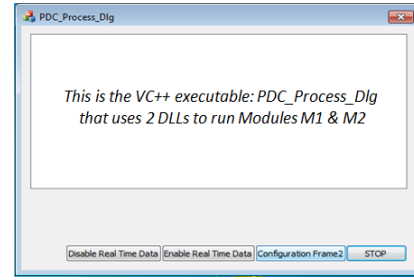 PDC_Process_Dlg
This is the VC++ executable: PDC_Process_Dlg
that uses 2 DLLs to run Modules M1 & M2
Disable Real Time Data Enable Real Time Data Configuration Frame2 STOP